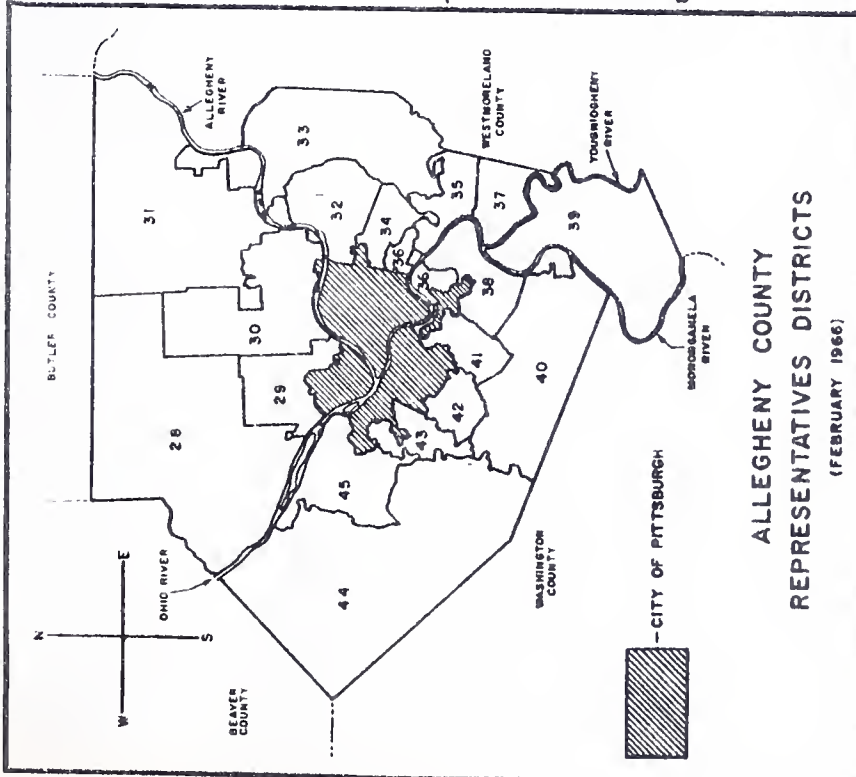 BUTLER COUNTY
ALLEGHENY
RIVER
N
W
E
S
OHIO RIVER
BEAVER
COUNTY
28
31
30
29
33
32
34
35
36
36
37
38
39
40
41
42
43
45
44
WESTMORELAND
COUNTY
YOUGHIOGHENY
RIVER
WASHINGTON
COUNTY
MONONGAHELA
RIVER
– CITY OF PITTSBURGH
ALLEGHENY COUNTY
REPRESENTATIVES DISTRICTS
(FEBRUARY 1966)